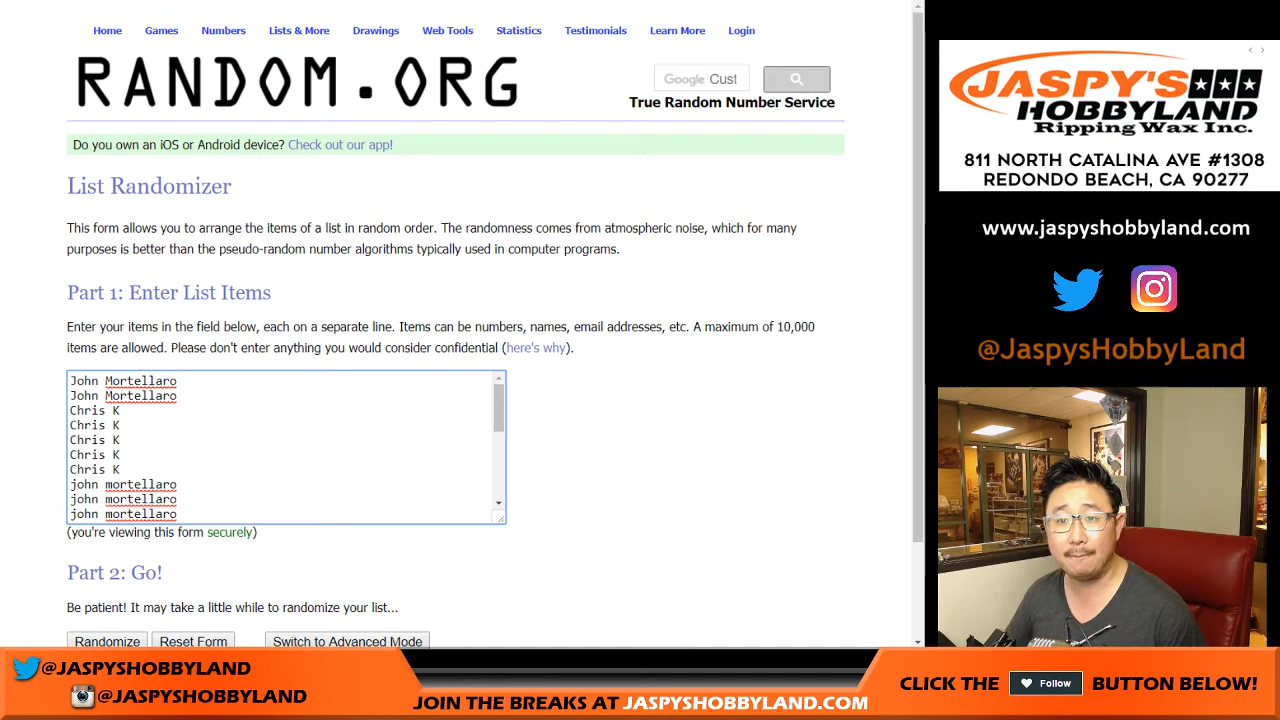 Home Games Numbers Lists & More Drawings Web Tools Statistics Testimonials Learn More Login
RANDOM.ORG
Google Cust
True Random Number Service
Do you own an iOS or Android device? Check out our app!
List Randomizer
This form allows you to arrange the items of a list in random order. The randomness comes from atmospheric noise, which for many
purposes is better than the pseudo-random number algorithms typically used in computer programs.
Part 1: Enter List Items
Enter your items in the field below, each on a separate line. Items can be numbers, names, email addresses, etc. A maximum of 10,000
items are allowed. Please don't enter anything you would consider confidential (here's why).
John Mortellaro
John Mortellaro
Chris K
Chris K
Chris K
Chris K
Chris K
john mortellaro
john mortellaro
john mortellaro
(you're viewing this form securely)
Part 2: Go!
Be patient! It may take a little while to randomize your list...
Randomize Reset Form Switch to Advanced Mode
JASPY'S
HOBBYLAND
Ripping Wax Inc.
811 NORTH CATALINA AVE #1308
REDONDO BEACH, CA 90277
www.jaspyshobbyland.com
@JaspysHobbyLand
@JASPYSHOBBYLAND
@JASPYSHOBBYLAND
JOIN THE BREAKS AT JASPYSHOBBYLAND.COM
CLICK THE Follow BUTTON BELOW!